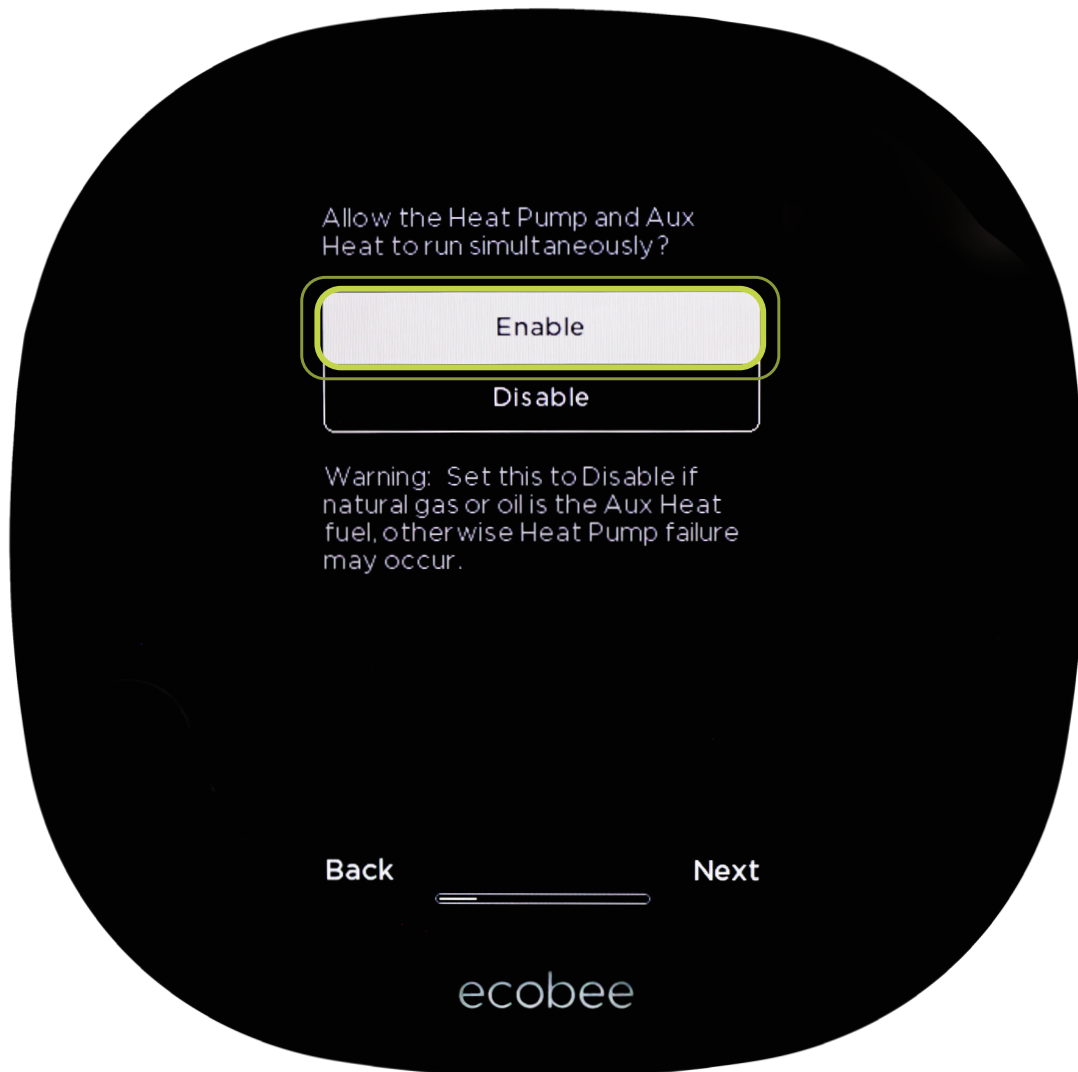 Allow the Heat Pump and Aux
Heat to run simultaneously?
Enable
Disable
Warning: Set this to Disable if
natural gas or oil is the Aux Heat
fuel, otherwise Heat Pump failure
may occur.
Back
Next
ecobee